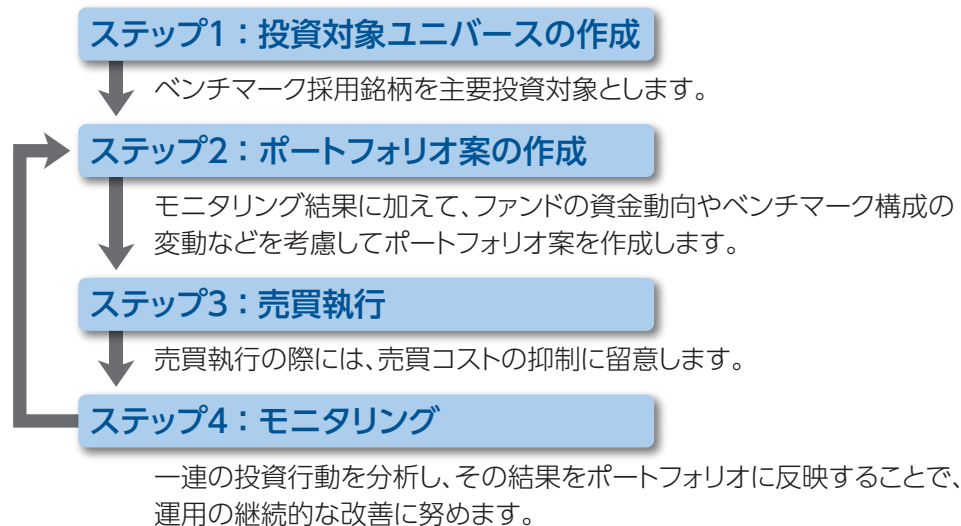 ステップ1：投資対象ユニバースの作成
ベンチマーク採用銘柄を主要投資対象とします。
ステップ2：ポートフォリオ案の作成
モニタリング結果に加えて、ファンドの資金動向やベンチマーク構成の
変動などを考慮してポートフォリオ案を作成します。
ステップ3：売買執行
売買執行の際には、売買コストの抑制に留意します。
ステップ4：モニタリング
一連の投資行動を分析し、その結果をポートフォリオに反映することで、
運用の継続的な改善に努めます。